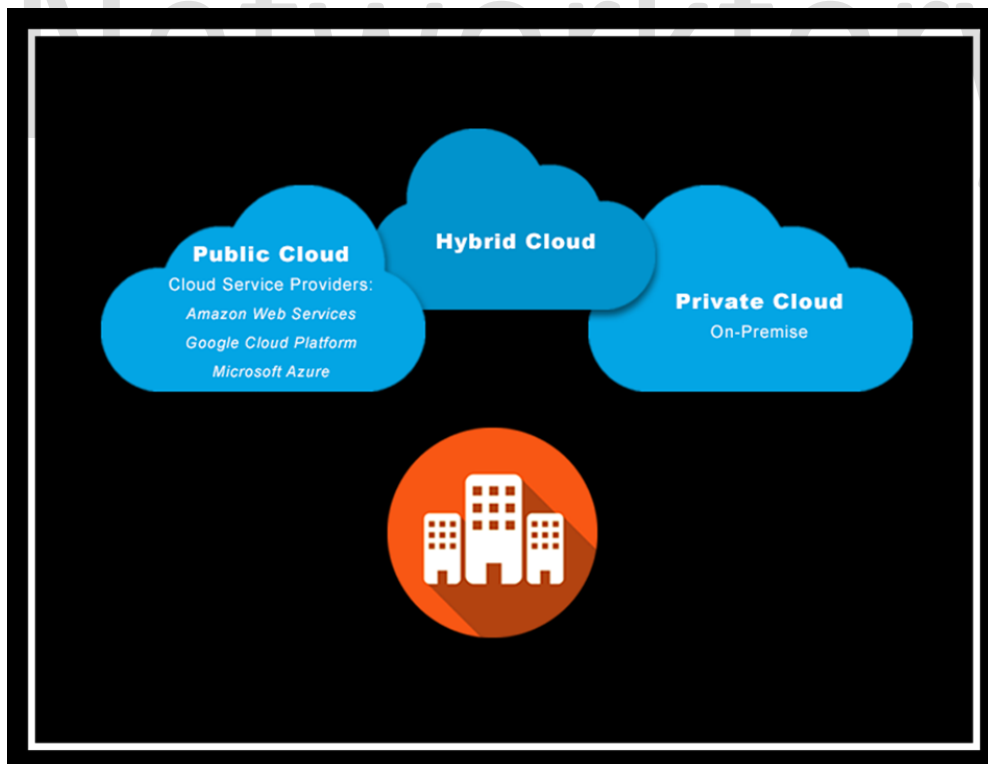 Public Cloud
Cloud Service Providers:
Amazon Web Services
Google Cloud Platform
Microsoft Azure
Hybrid Cloud
Private Cloud
On-Premise